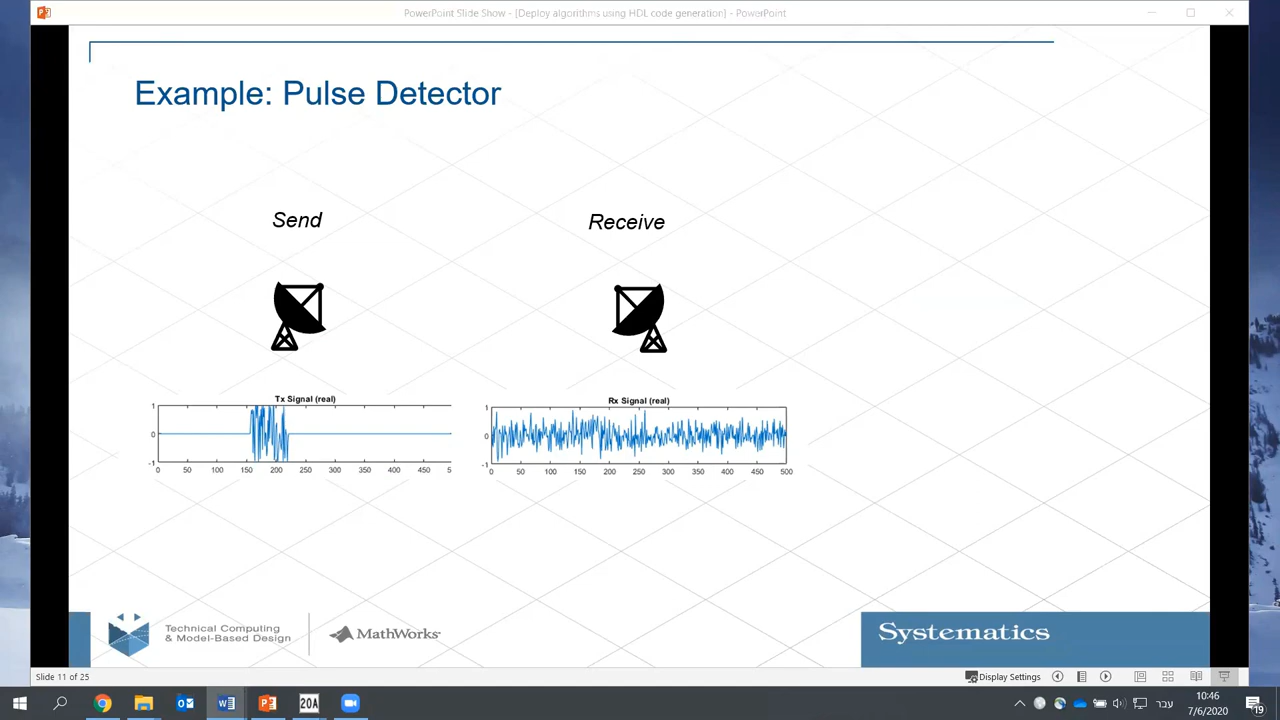 PowerPoint Slide Show - [Deploy algorithms using HDL code generation] - PowerPoint
Example: Pulse Detector
Send
Receive
Tx Signal (real)
1
0
-1
0 50 100 150 200 250 300 350 400 450 5
Rx Signal (real)
1
0
-1
0 50 100 150 200 250 300 350 400 450 500
Technical Computing
& Model-Based Design
MathWorks
Systematics
Slide 11 of 25
Display Settings
20A
עבר
10:46
7/6/2020
19